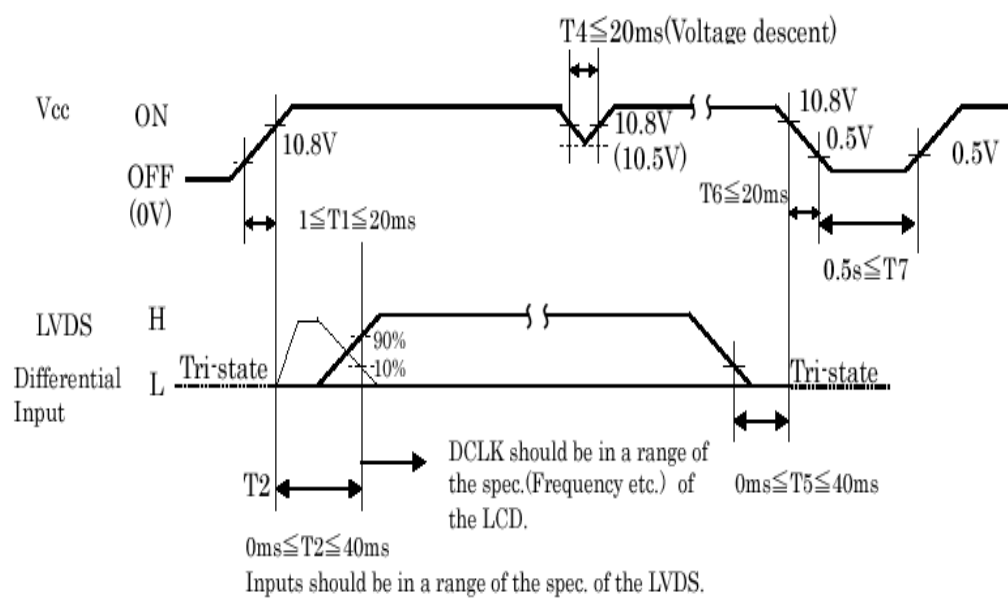 T4≦20ms(Voltage descent)
Vcc
ON
10.8V
10.8V
(10.5V)
10.8V
0.5V
0.5V
OFF
(0V)
T6≦20ms
1≦T1≦20ms
0.5s≦T7
LVDS
Differential
Input
H
90%
10%
Tri-state
L
Tri-state
T2
DCLK should be in a range of
the spec.(Frequency etc.) of
the LCD.
0ms≦T5≦40ms
0ms≦T2≦40ms
Inputs should be in a range of the spec. of the LVDS.